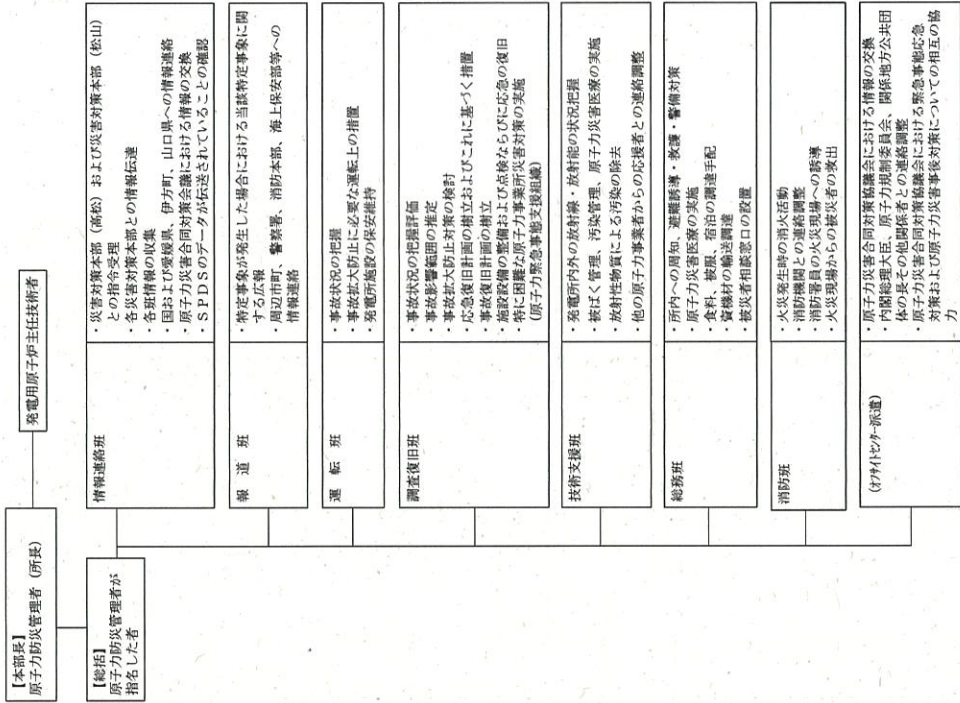 【本部長】
原子力防災管理者（所長）
発電用原子炉主任技術者
【総括】
原子力防災管理者が
指名した者
情報連絡班
・災害対策本部（高松）および災害対策本部（松山）
との指令受理
・各災害対策本部との情報伝達
・各班情報の収集
・国および愛媛県、伊方町、山口県への情報連絡
・原子力災害合同対策会議における情報の交換
・ＳＰＤＳのデータが伝送されていることの確認
報道班
・特定事象が発生した場合における当該特定事象に関
する広報
・周辺市町、警察署、消防本部、海上保安部等への
情報連絡
運転班
・事故状況の把握
・事故拡大防止に必要な運転上の措置
・発電所施設の保安維持
調査復旧班
・事故状況の把握評価
・事故影響範囲の推定
・事故拡大防止対策の検討
・応急復旧計画の樹立およびこれに基づく措置
・事故復旧計画の樹立
・施設設備の整備および点検ならびに応急の復旧
・特に困難な原子力事業所災害対策の実施
（原子力緊急事態支援組織）
技術支援班
・発電所内外の放射線・放射能の状況把握
・被ばく管理、汚染管理、原子力災害医療の実施
・放射性物質による汚染の除去
・他の原子力事業者からの応援者との連絡調整
総務班
・所内への周知、避難誘導・救護・警備対策
・原子力災害医療の実施
・食料、被服、宿泊の調達手配
・資機材の輸送調達
・被災者相談窓口の設置
消防班
・火災発生時の消火活動
・消防機関との連絡調整
・消防署員の火災現場への誘導
・火災現場からの被災者の救出
（ｵﾌｻｲﾄｾﾝﾀｰ派遣）
・原子力災害合同対策協議会における情報の交換
・内閣総理大臣、原子力規制委員会、関係地方公共団
体の長その他関係者との連絡調整
・原子力災害合同対策協議会における緊急事態応急
対策および原子力災害事後対策についての相互の協
力